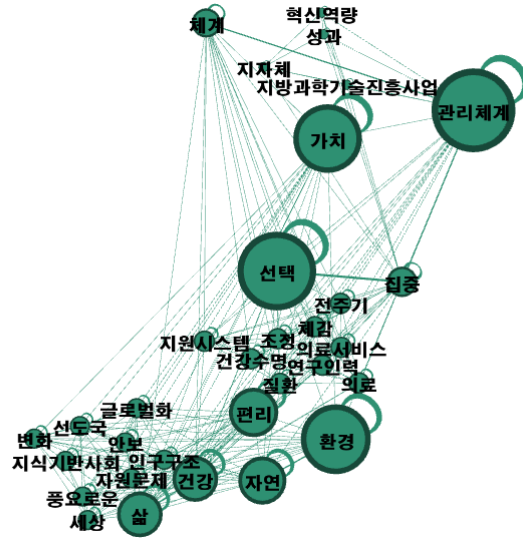 혁신역량
체계
성과
지자체
지방과학기술진흥사업
관리체계
가치
선택
집중
전주기
체감
지원시스템
조정
의료서비스
건강수명
연구인력
질환
의료
글로벌화
편리
선도국
변화
안보
환경
지식기반사회
인구구조
자원문제
건강
자연
풍요로운
삶
세상